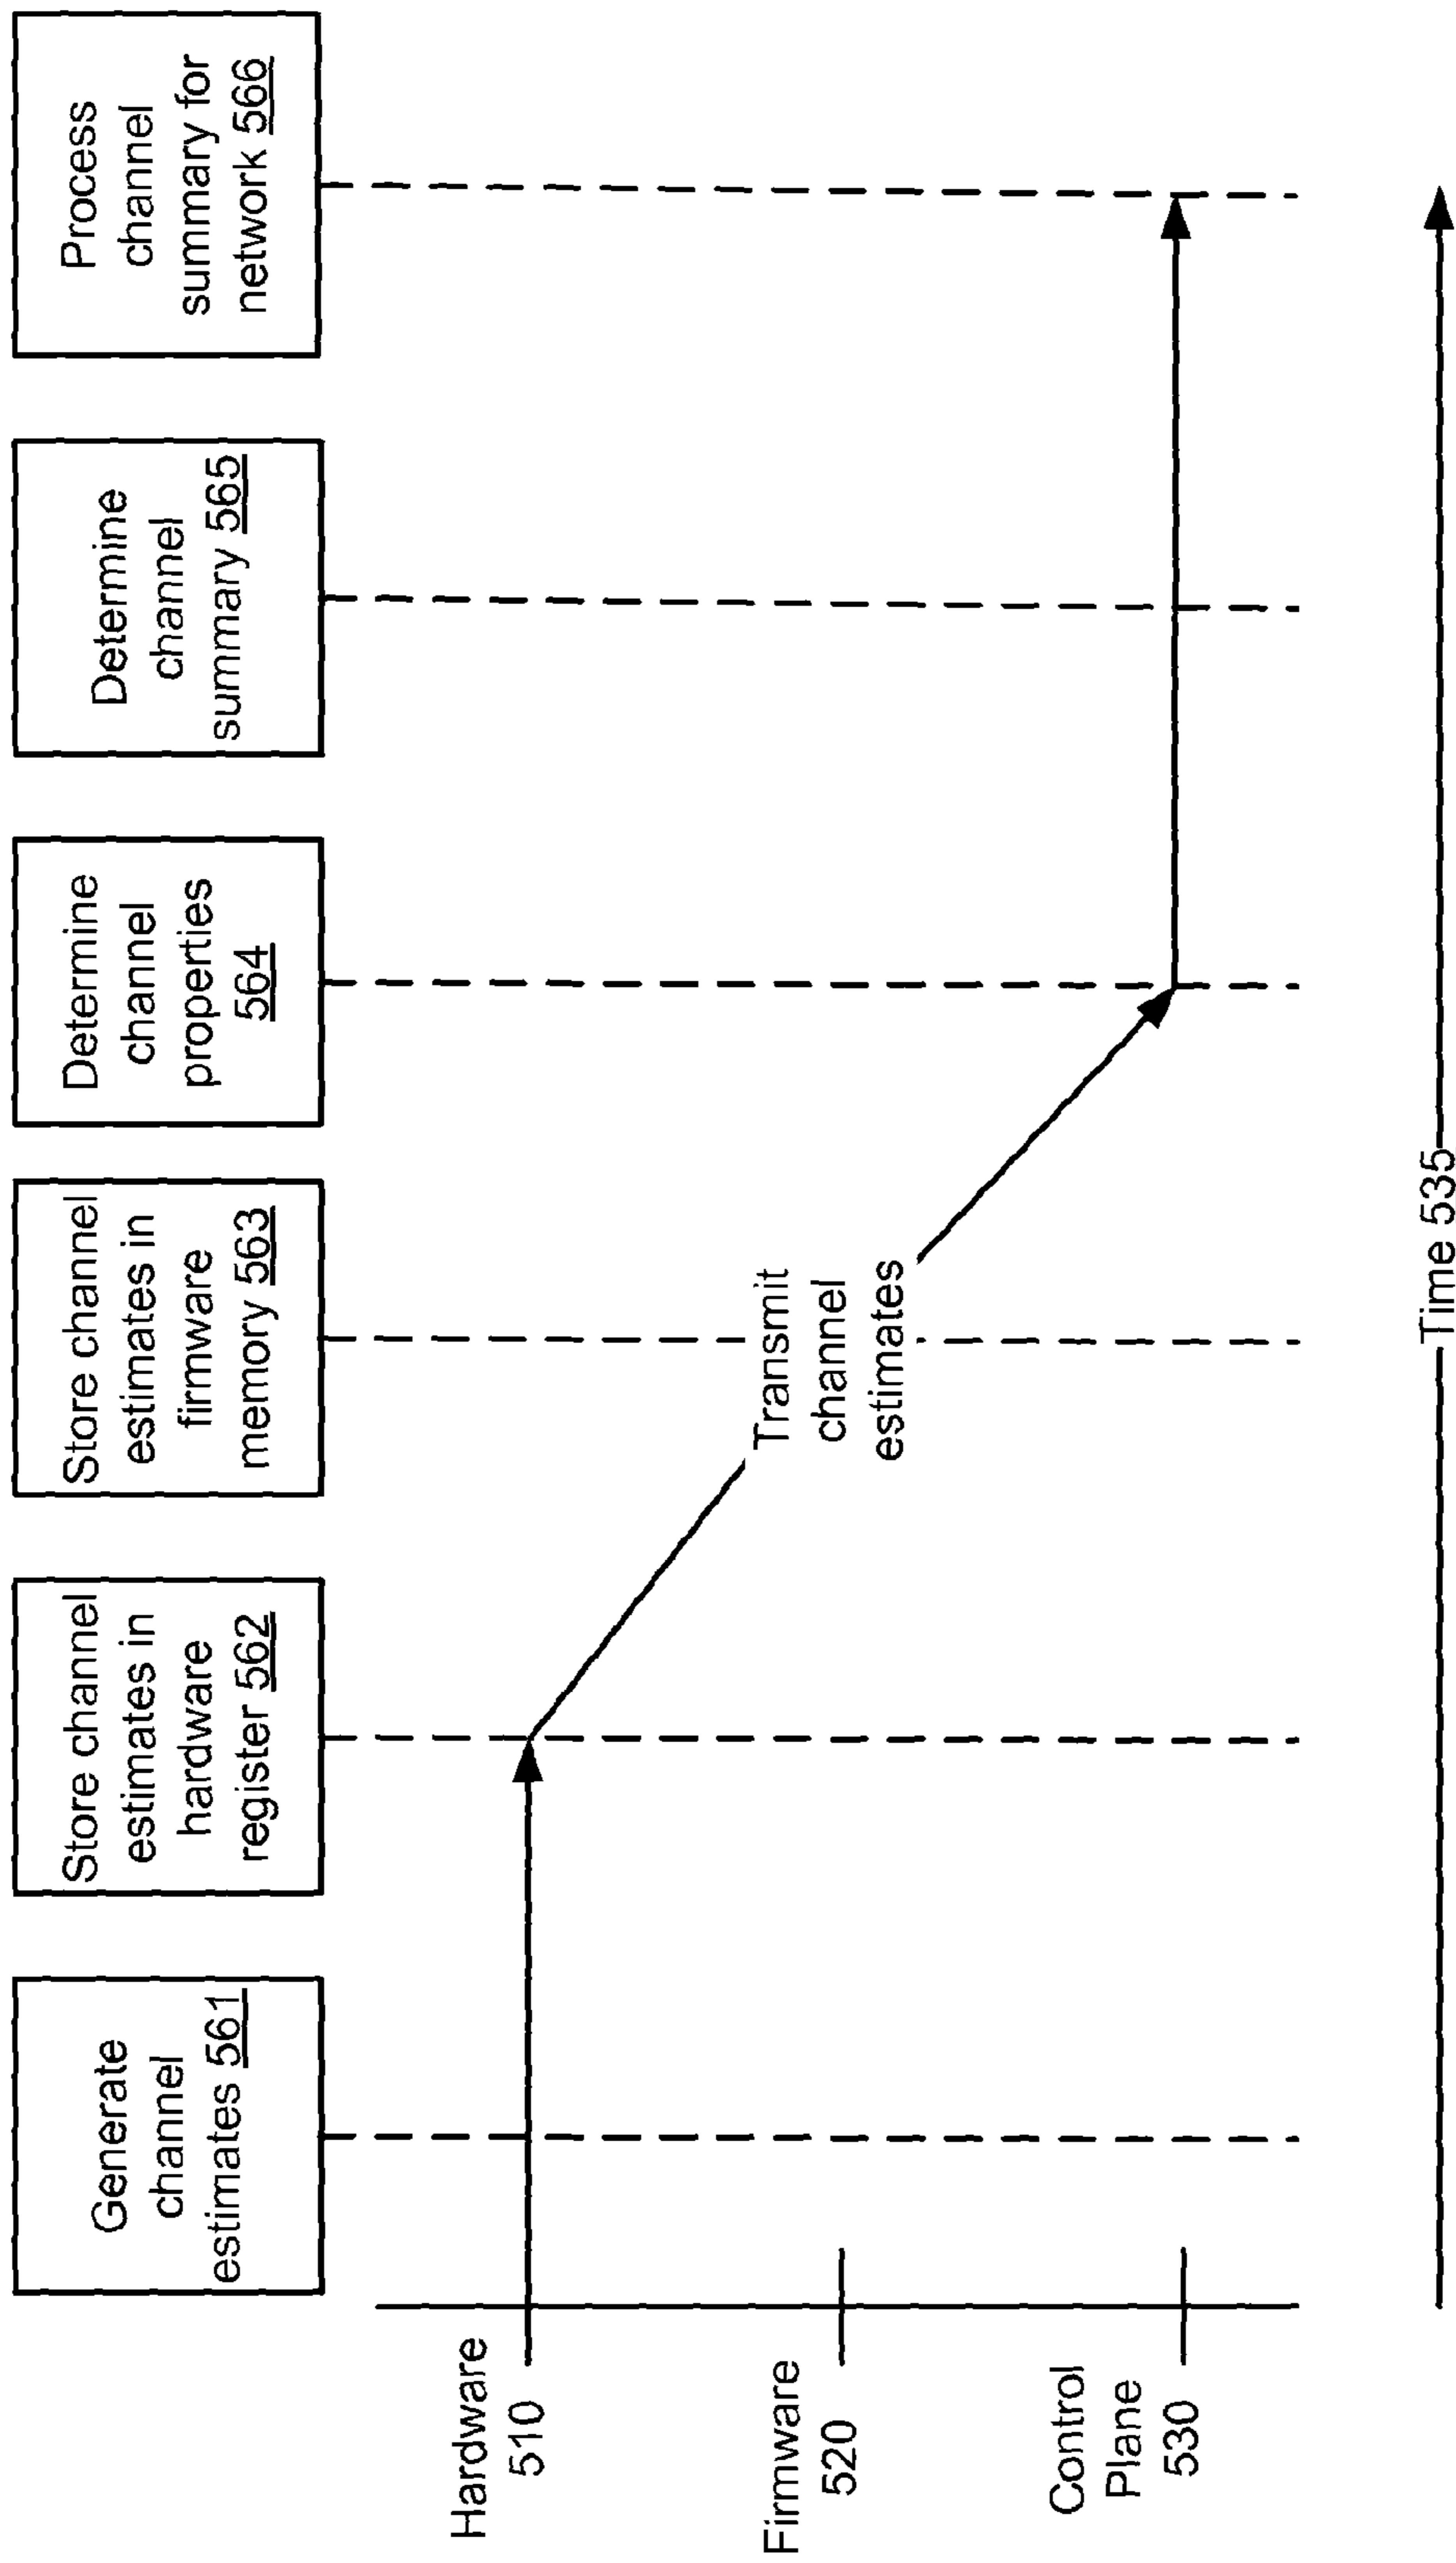 Generate
channel
estimates 561
Store channel
estimates in
hardware
register 562
Store channel
estimates in
firmware
memory 563
Determine
channel
properties
564
Determine
channel
summary 565
Process
channel
summary for
network 566
Hardware
510
Firmware
520
Control
Plane
530
Transmit
channel
estimates
Time 535